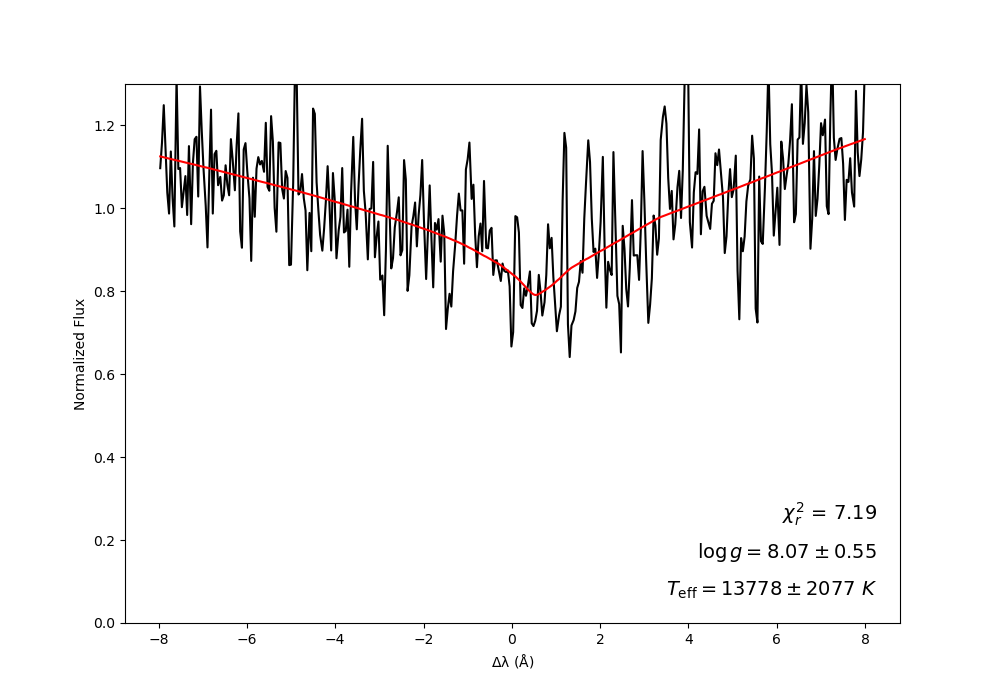 1.2
1.0
0.8
0.6
0.4
0.2
0.0
Normalized Flux
χ²ᵣ = 7.19
log g = 8.07 ± 0.55
T_eff = 13778 ± 2077 K
−8 −6 −4 −2 0 2 4 6 8
Δλ (Å)